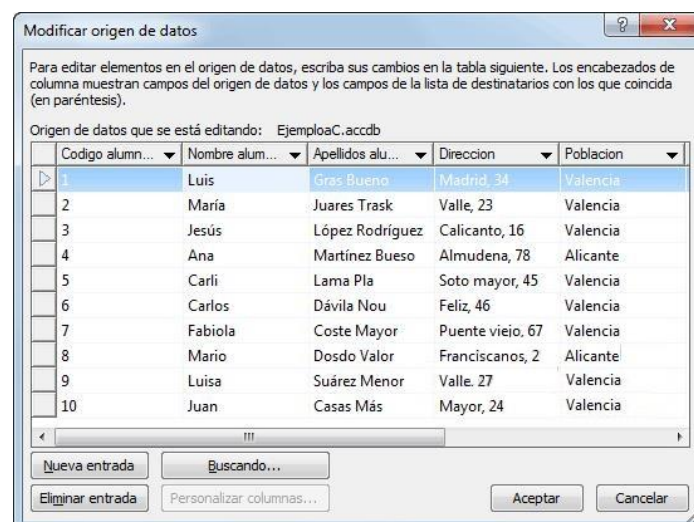 Modificar origen de datos
Para editar elementos en el origen de datos, escriba sus cambios en la tabla siguiente. Los encabezados de
columna muestran campos del origen de datos y los campos de la lista de destinatarios con los que coincida
(en paréntesis).
Origen de datos que se está editando: EjemploaC.accdb
Codigo alumn... Nombre alum... Apellidos alu... Direccion Poblacion
1 Luis Gras Bueno Madrid, 34 Valencia
2 María Juares Trask Valle, 23 Valencia
3 Jesús López Rodríguez Calicanto, 16 Valencia
4 Ana Martínez Bueso Almudena, 78 Alicante
5 Carli Lama Pla Soto mayor, 45 Valencia
6 Carlos Dávila Nou Feliz, 46 Valencia
7 Fabiola Coste Mayor Puente viejo, 67 Valencia
8 Mario Dosdo Valor Franciscanos, 2 Alicante
9 Luisa Suárez Menor Valle. 27 Valencia
10 Juan Casas Más Mayor, 24 Valencia
Nueva entrada Buscando...
Eliminar entrada Personalizar columnas... Aceptar Cancelar